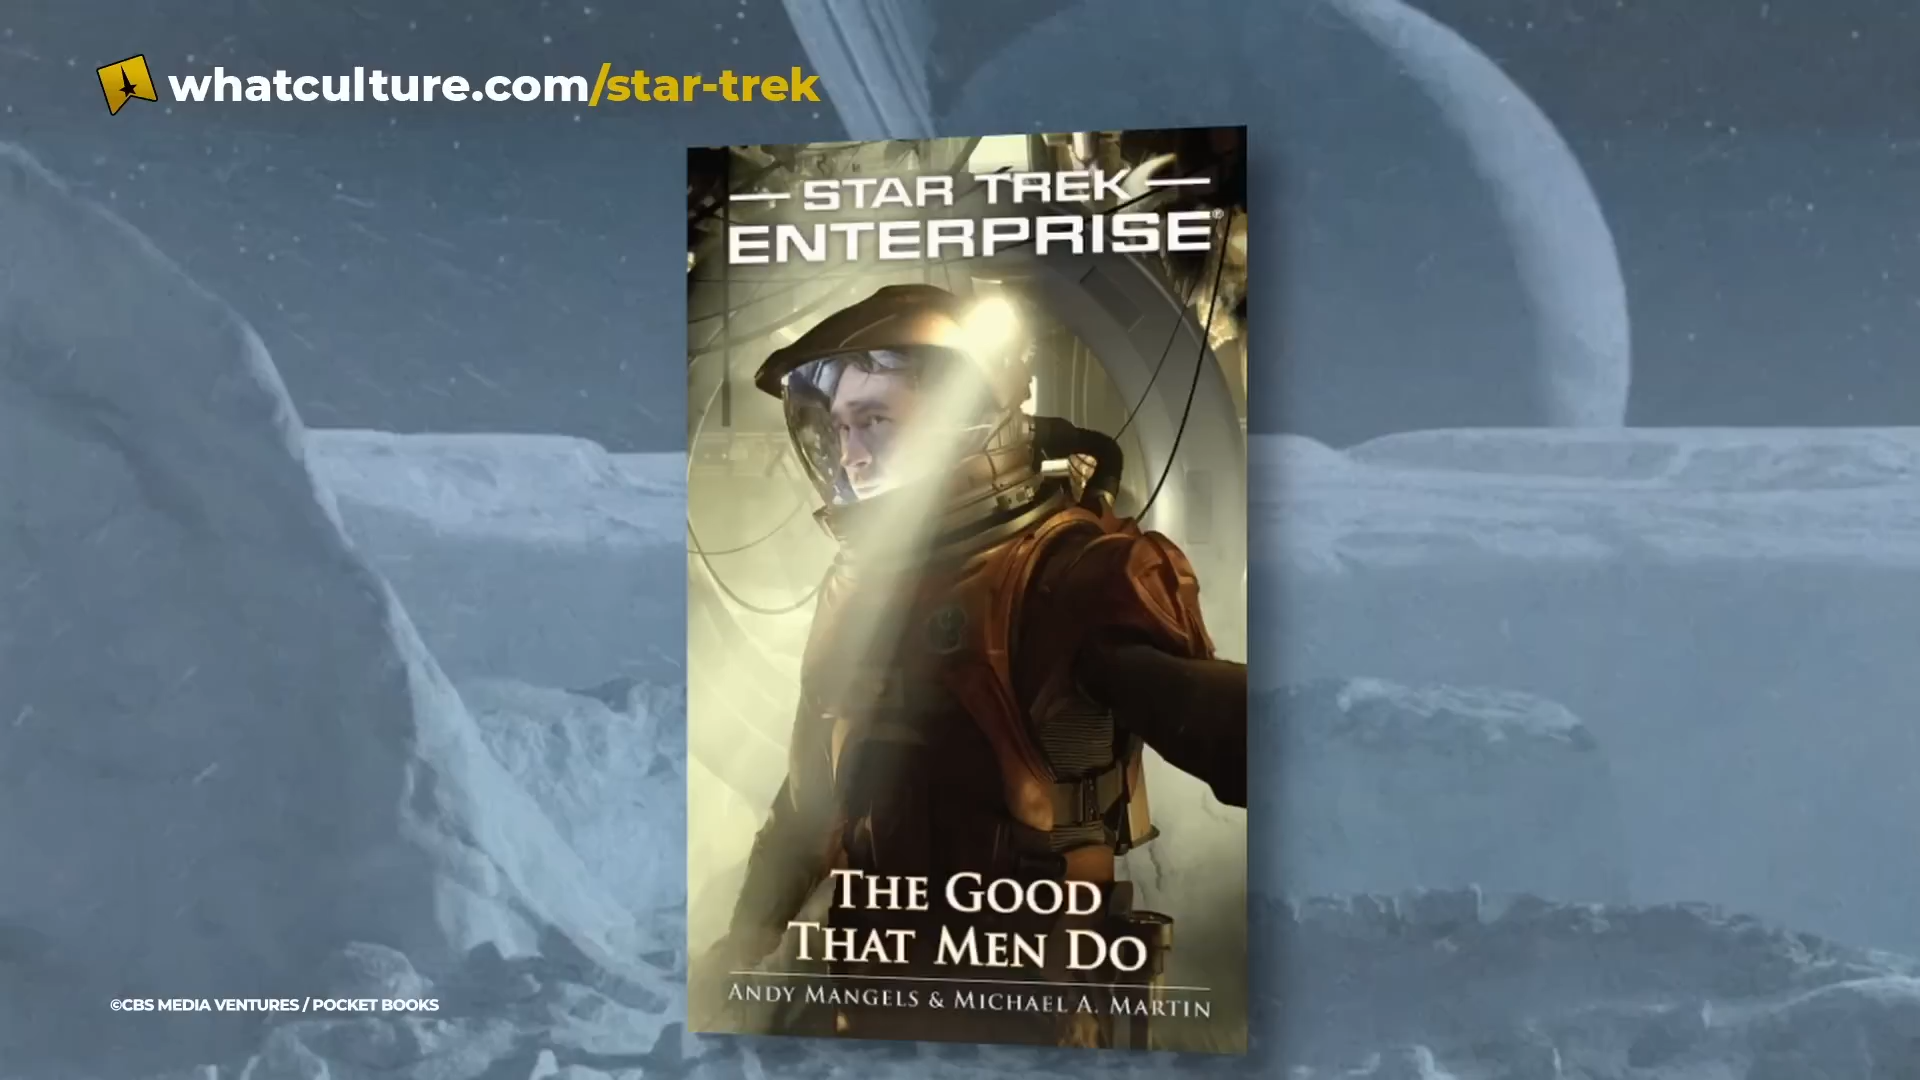 whatculture.com/star-trek
STAR TREK
ENTERPRISE®
THE GOOD
THAT MEN DO
ANDY MANGELS & MICHAEL A. MARTIN
©CBS MEDIA VENTURES / POCKET BOOKS